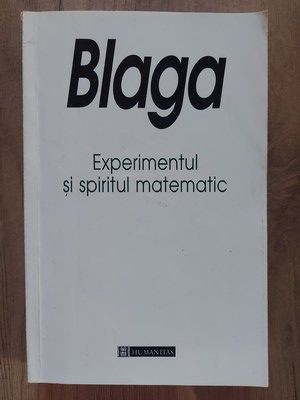 Blaga
Experimentul
și spiritul matematic
HUMANITAS